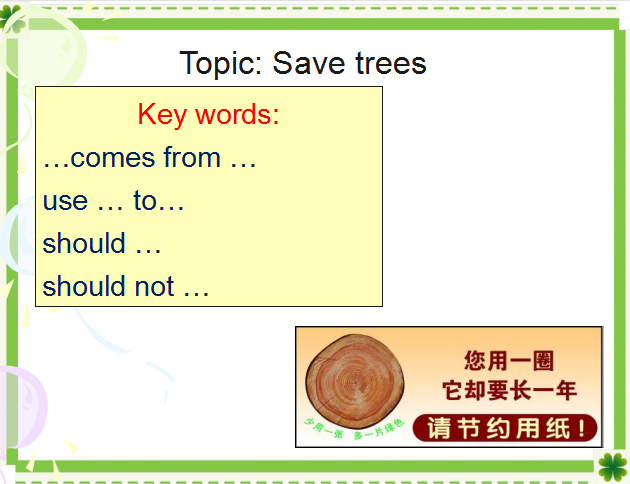 Topic: Save trees
Key words:
…comes from …
use … to…
should …
should not …
您用一圈
它却要长一年
请节约用纸!
少用一张 多一片绿色